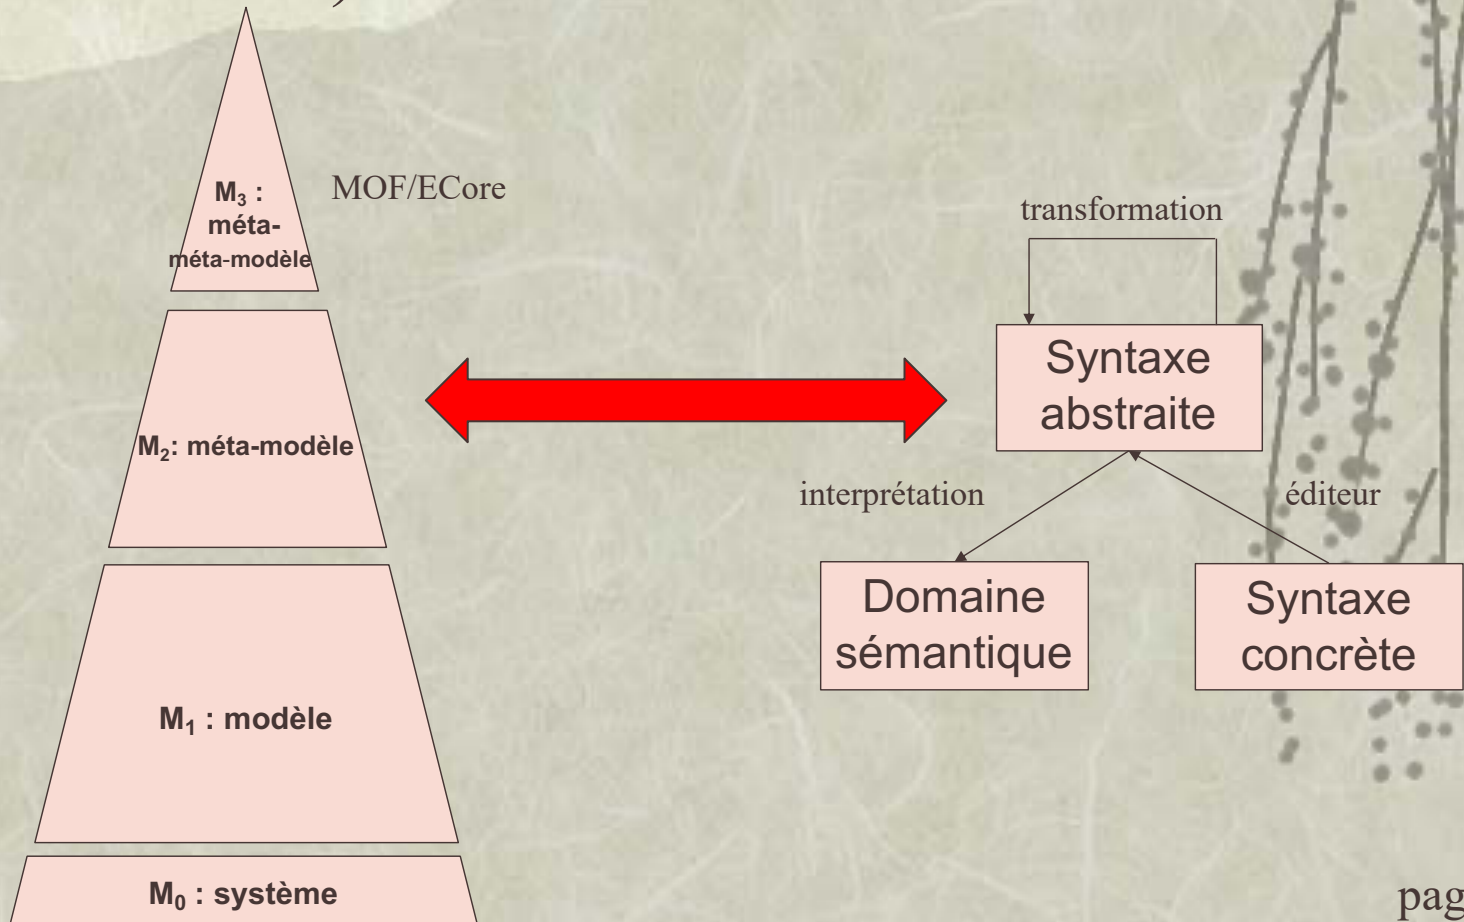 M₃ :
méta-
méta-modèle
MOF/ECore
M₂: méta-modèle
M₁ : modèle
M₀ : système
transformation
Syntaxe
abstraite
interprétation
éditeur
Domaine
sémantique
Syntaxe
concrète